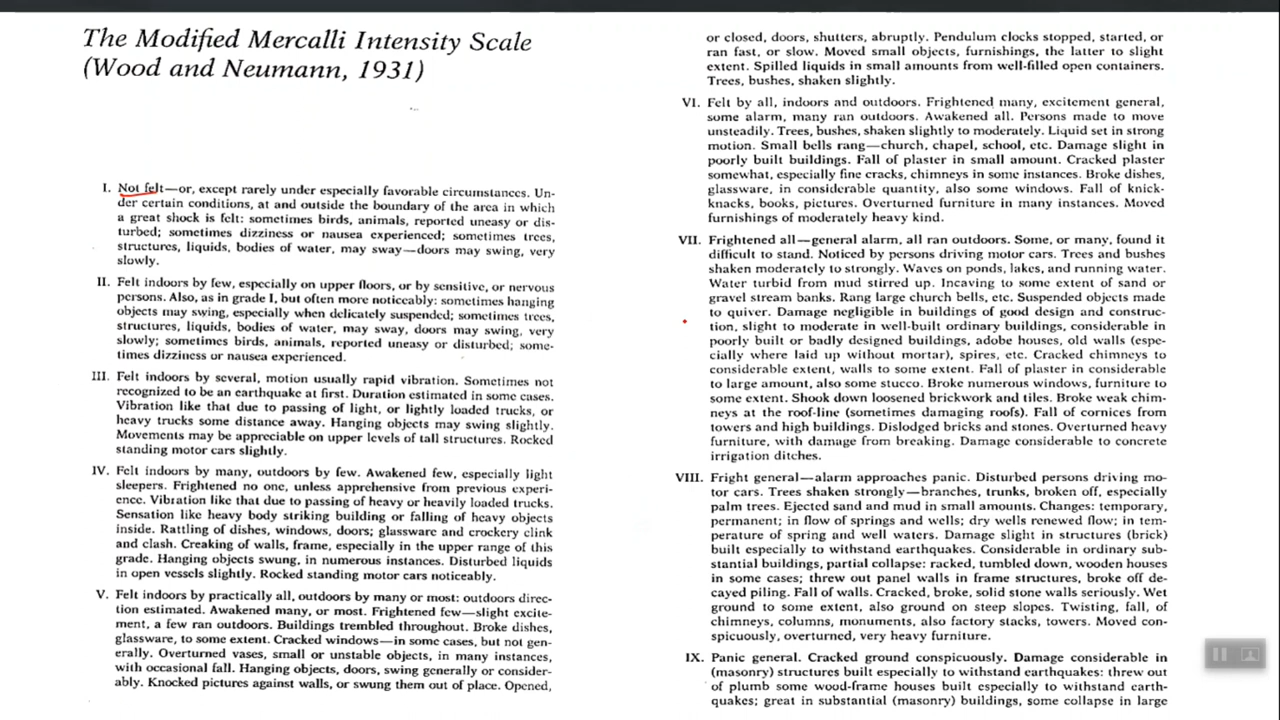 The Modified Mercalli Intensity Scale
(Wood and Neumann, 1931)
I. Not felt—or, except rarely under especially favorable circumstances. Un-
der certain conditions, at and outside the boundary of the area in which
a great shock is felt: sometimes birds, animals, reported uneasy or dis-
turbed; sometimes dizziness or nausea experienced; sometimes trees,
structures, liquids, bodies of water, may sway—doors may swing, very
slowly.
II. Felt indoors by few, especially on upper floors, or by sensitive, or nervous
persons. Also, as in grade I, but often more noticeably: sometimes hanging
objects may swing, especially when delicately suspended; sometimes trees,
structures, liquids, bodies of water, may sway, doors may swing, very
slowly; sometimes birds, animals, reported uneasy or disturbed; some-
times dizziness or nausea experienced.
III. Felt indoors by several, motion usually rapid vibration. Sometimes not
recognized to be an earthquake at first. Duration estimated in some cases.
Vibration like that due to passing of light, or lightly loaded trucks, or
heavy trucks some distance away. Hanging objects may swing slightly.
Movements may be appreciable on upper levels of tall structures. Rocked
standing motor cars slightly.
IV. Felt indoors by many, outdoors by few. Awakened few, especially light
sleepers. Frightened no one, unless apprehensive from previous experi-
ence. Vibration like that due to passing of heavy or heavily loaded trucks.
Sensation like heavy body striking building or falling of heavy objects
inside. Rattling of dishes, windows, doors; glassware and crockery clink
and clash. Creaking of walls, frame, especially in the upper range of this
grade. Hanging objects swung, in numerous instances. Disturbed liquids
in open vessels slightly. Rocked standing motor cars noticeably.
V. Felt indoors by practically all, outdoors by many or most: outdoors direc-
tion estimated. Awakened many, or most. Frightened few—slight excite-
ment, a few ran outdoors. Buildings trembled throughout. Broke dishes,
glassware, to some extent. Cracked windows—in some cases, but not gen-
erally. Overturned vases, small or unstable objects, in many instances,
with occasional fall. Hanging objects, doors, swing generally or consider-
ably. Knocked pictures against walls, or swung them out of place. Opened,
or closed, doors, shutters, abruptly. Pendulum clocks stopped, started, or
ran fast, or slow. Moved small objects, furnishings, the latter to slight
extent. Spilled liquids in small amounts from well-filled open containers.
Trees, bushes, shaken slightly.
VI. Felt by all, indoors and outdoors. Frightened many, excitement general,
some alarm, many ran outdoors. Awakened all. Persons made to move
unsteadily. Trees, bushes, shaken slightly to moderately. Liquid set in strong
motion. Small bells rang—church, chapel, school, etc. Damage slight in
poorly built buildings. Fall of plaster in small amount. Cracked plaster
somewhat, especially fine cracks, chimneys in some instances. Broke dishes,
glassware, in considerable quantity, also some windows. Fall of knick-
knacks, books, pictures. Overturned furniture in many instances. Moved
furnishings of moderately heavy kind.
VII. Frightened all—general alarm, all ran outdoors. Some, or many, found it
difficult to stand. Noticed by persons driving motor cars. Trees and bushes
shaken moderately to strongly. Waves on ponds, lakes, and running water.
Water turbid from mud stirred up. Incaving to some extent of sand or
gravel stream banks. Rang large church bells, etc. Suspended objects made
to quiver. Damage negligible in buildings of good design and construc-
tion, slight to moderate in well-built ordinary buildings, considerable in
poorly built or badly designed buildings, adobe houses, old walls (espe-
cially where laid up without mortar), spires, etc. Cracked chimneys to
considerable extent, walls to some extent. Fall of plaster in considerable
to large amount, also some stucco. Broke numerous windows, furniture to
some extent. Shook down loosened brickwork and tiles. Broke weak chim-
neys at the roof-line (sometimes damaging roofs). Fall of cornices from
towers and high buildings. Dislodged bricks and stones. Overturned heavy
furniture, with damage from breaking. Damage considerable to concrete
irrigation ditches.
VIII. Fright general—alarm approaches panic. Disturbed persons driving mo-
tor cars. Trees shaken strongly—branches, trunks, broken off, especially
palm trees. Ejected sand and mud in small amounts. Changes: temporary,
permanent; in flow of springs and wells; dry wells renewed flow; in tem-
perature of spring and well waters. Damage slight in structures (brick)
built especially to withstand earthquakes. Considerable in ordinary sub-
stantial buildings, partial collapse: racked, tumbled down, wooden houses
in some cases; threw out panel walls in frame structures, broke off de-
cayed piling. Fall of walls. Cracked, broke, solid stone walls seriously. Wet
ground to some extent, also ground on steep slopes. Twisting, fall, of
chimneys, columns, monuments, also factory stacks, towers. Moved con-
spicuously, overturned, very heavy furniture.
IX. Panic general. Cracked ground conspicuously. Damage considerable in
(masonry) structures built especially to withstand earthquakes: threw out
of plumb some wood-frame houses built especially to withstand earth-
quakes; great in substantial (masonry) buildings, some collapse in large